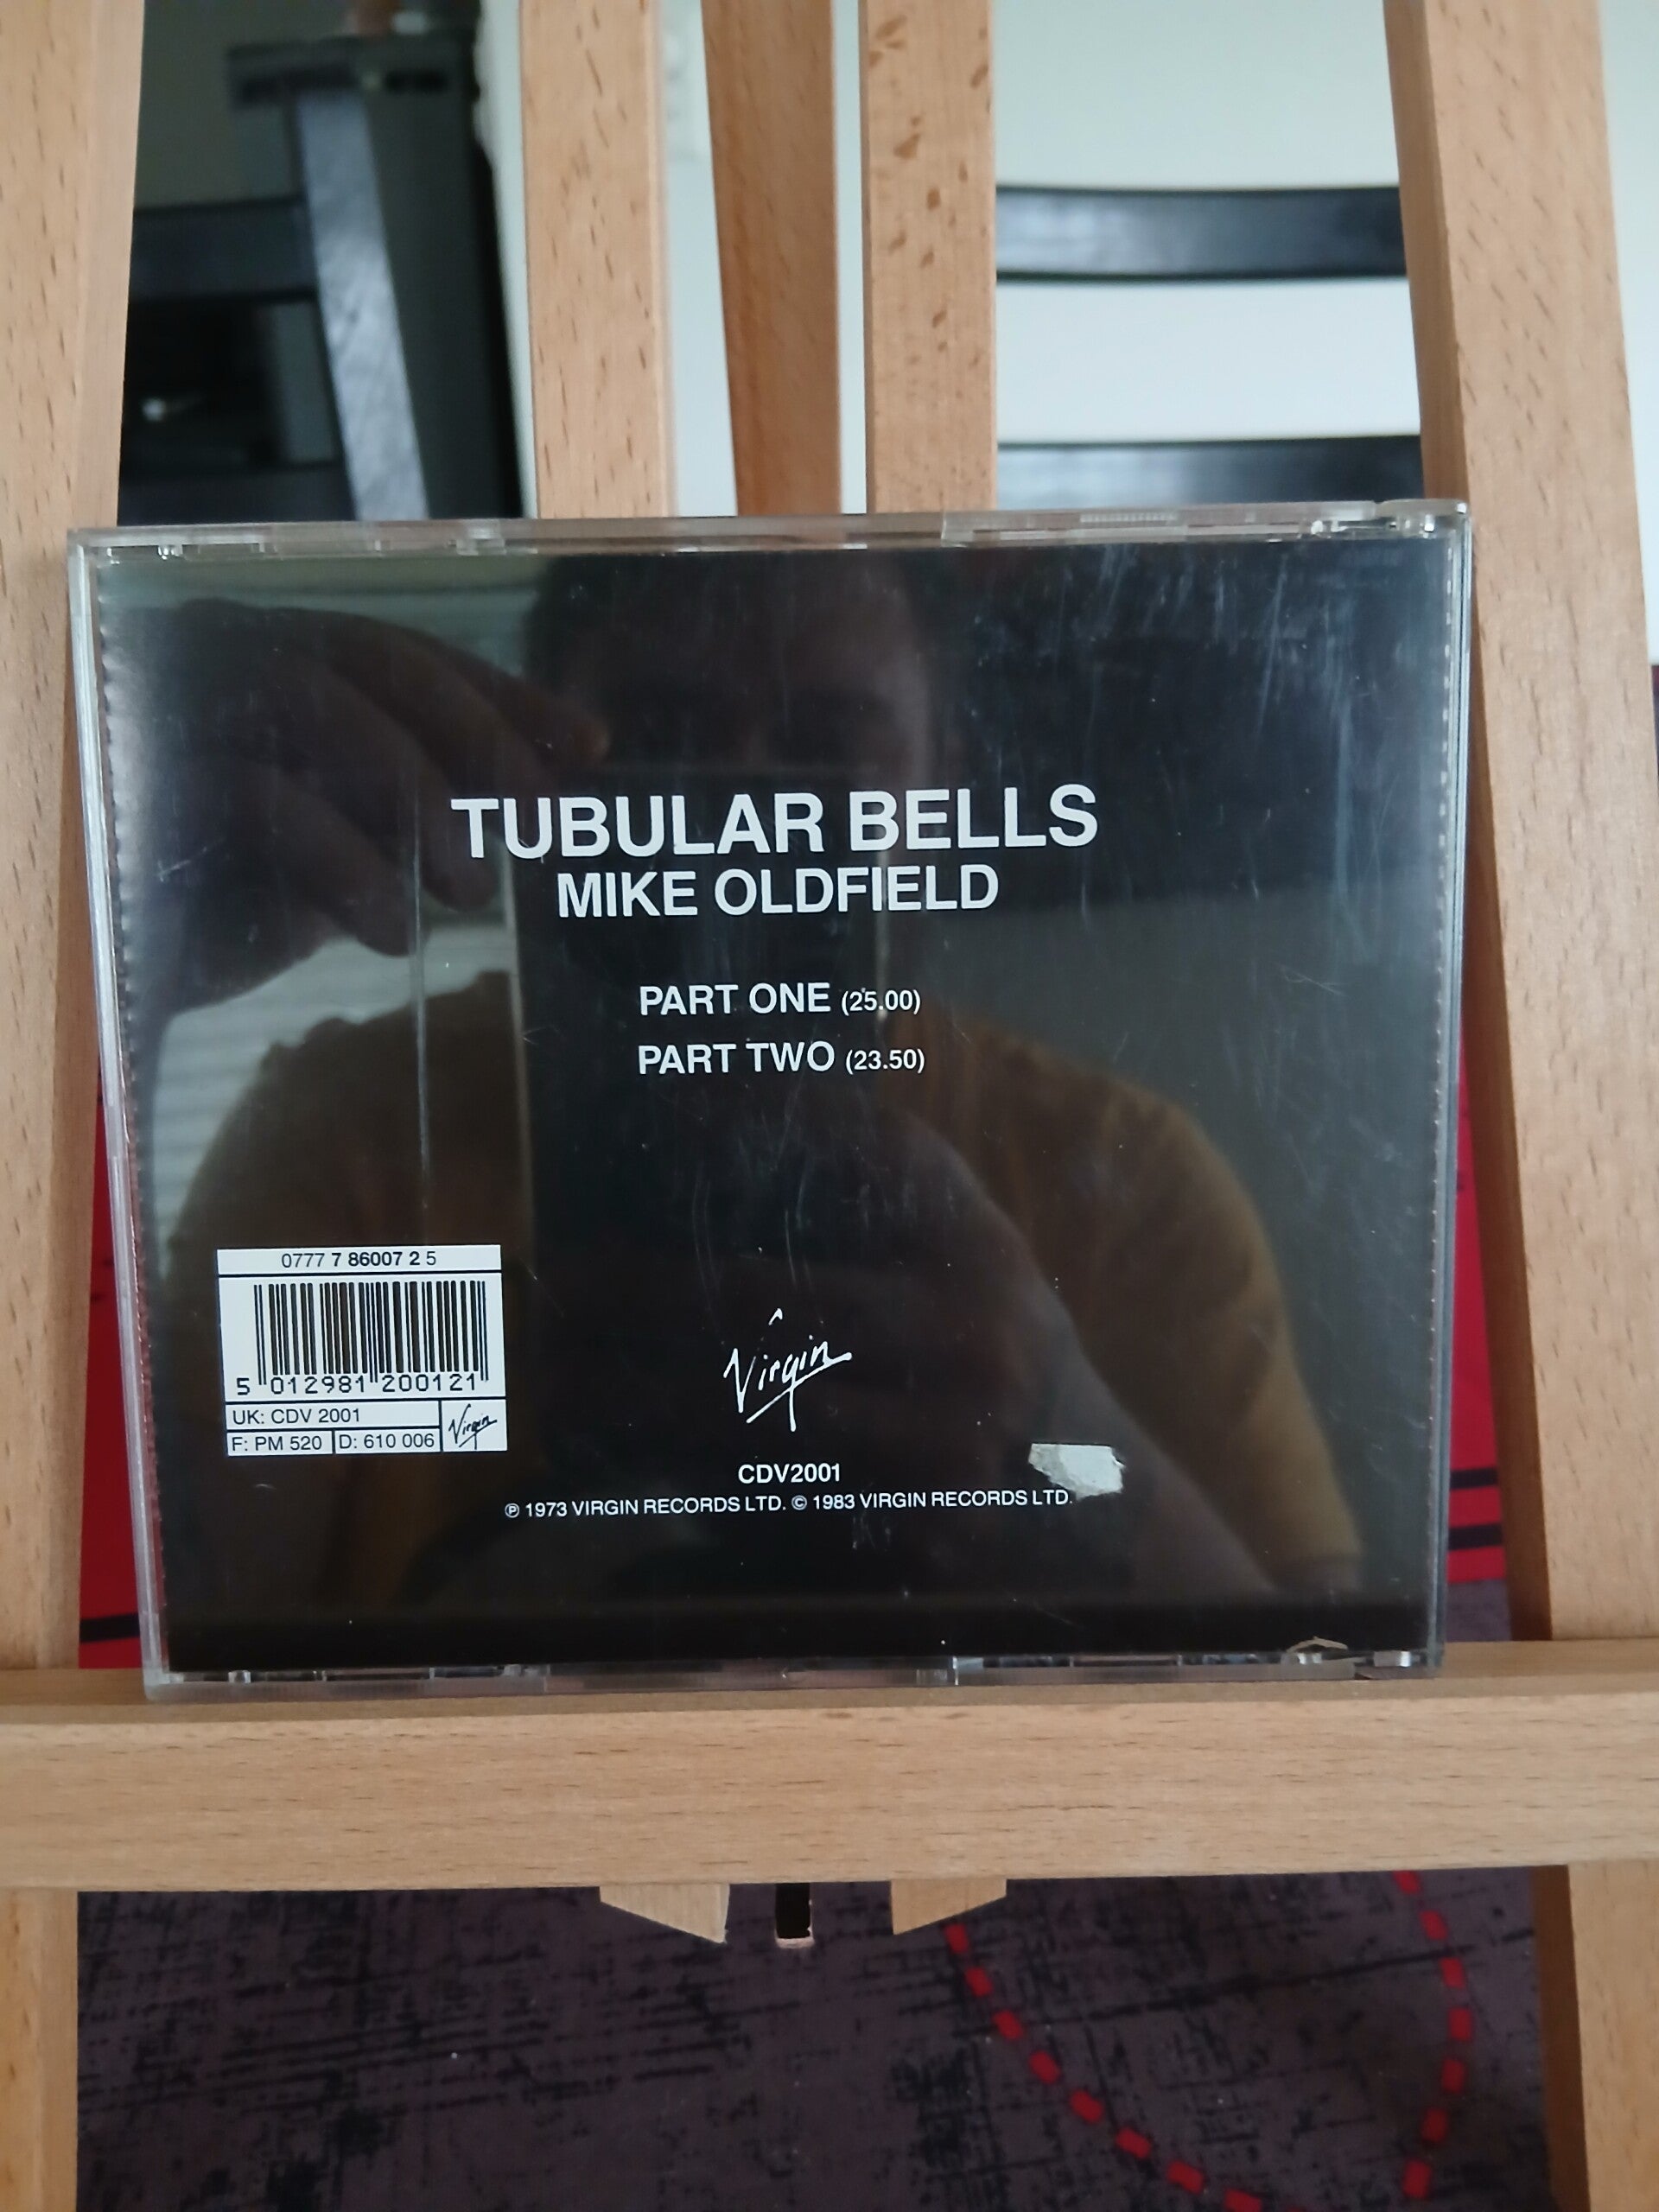 TUBULAR BELLS
MIKE OLDFIELD
PART ONE (25.00)
PART TWO (23.50)
0777 7 86007 2 5
5 012981 200121
UK: CDV 2001
F: PM 520 D: 610 006 Virgin
Virgin
CDV2001
℗ 1973 VIRGIN RECORDS LTD. © 1983 VIRGIN RECORDS LTD.